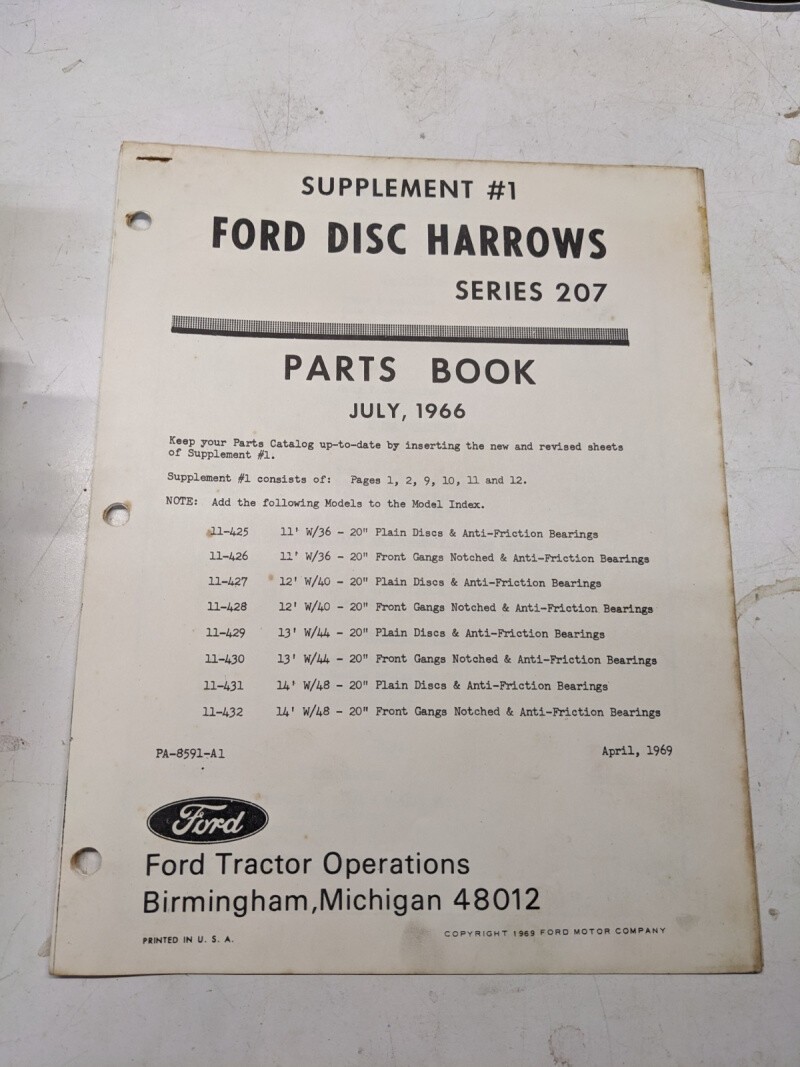 SUPPLEMENT #1
FORD DISC HARROWS
SERIES 207
PARTS BOOK
JULY, 1966
Keep your Parts Catalog up-to-date by inserting the new and revised sheets
of Supplement #1.
Supplement #1 consists of: Pages 1, 2, 9, 10, 11 and 12.
NOTE: Add the following Models to the Model Index.
11-425 11' W/36 - 20" Plain Discs & Anti-Friction Bearings
11-426 11' W/36 - 20" Front Gangs Notched & Anti-Friction Bearings
11-427 12' W/40 - 20" Plain Discs & Anti-Friction Bearings
11-428 12' W/40 - 20" Front Gangs Notched & Anti-Friction Bearings
11-429 13' W/44 - 20" Plain Discs & Anti-Friction Bearings
11-430 13' W/44 - 20" Front Gangs Notched & Anti-Friction Bearings
11-431 14' W/48 - 20" Plain Discs & Anti-Friction Bearings
11-432 14' W/48 - 20" Front Gangs Notched & Anti-Friction Bearings
PA-8591-A1 April, 1969
Ford
Ford Tractor Operations
Birmingham, Michigan 48012
PRINTED IN U. S. A. COPYRIGHT 1969 FORD MOTOR COMPANY